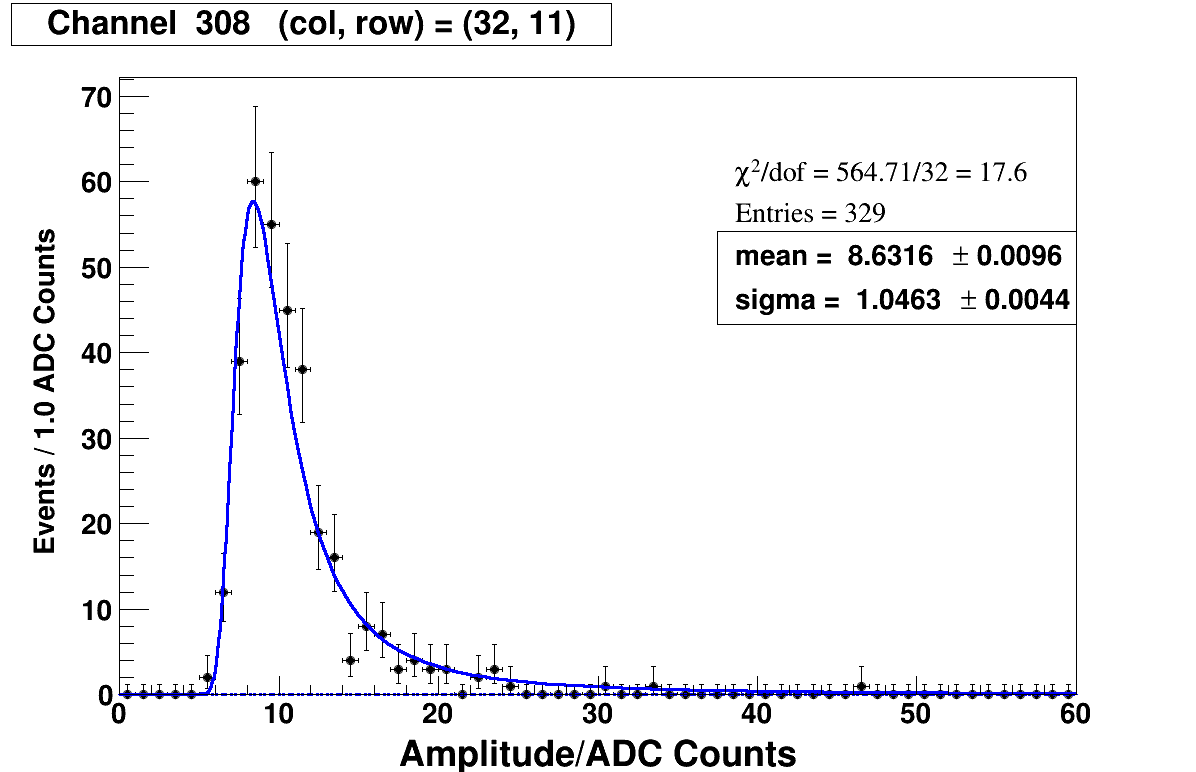 Channel 308 (col, row) = (32, 11)
70
60
50
40
30
20
10
0
Events / 1.0 ADC Counts
χ²/dof = 564.71/32 = 17.6
Entries = 329
mean = 8.6316 ± 0.0096
sigma = 1.0463 ± 0.0044
0 10 20 30 40 50 60
Amplitude/ADC Counts